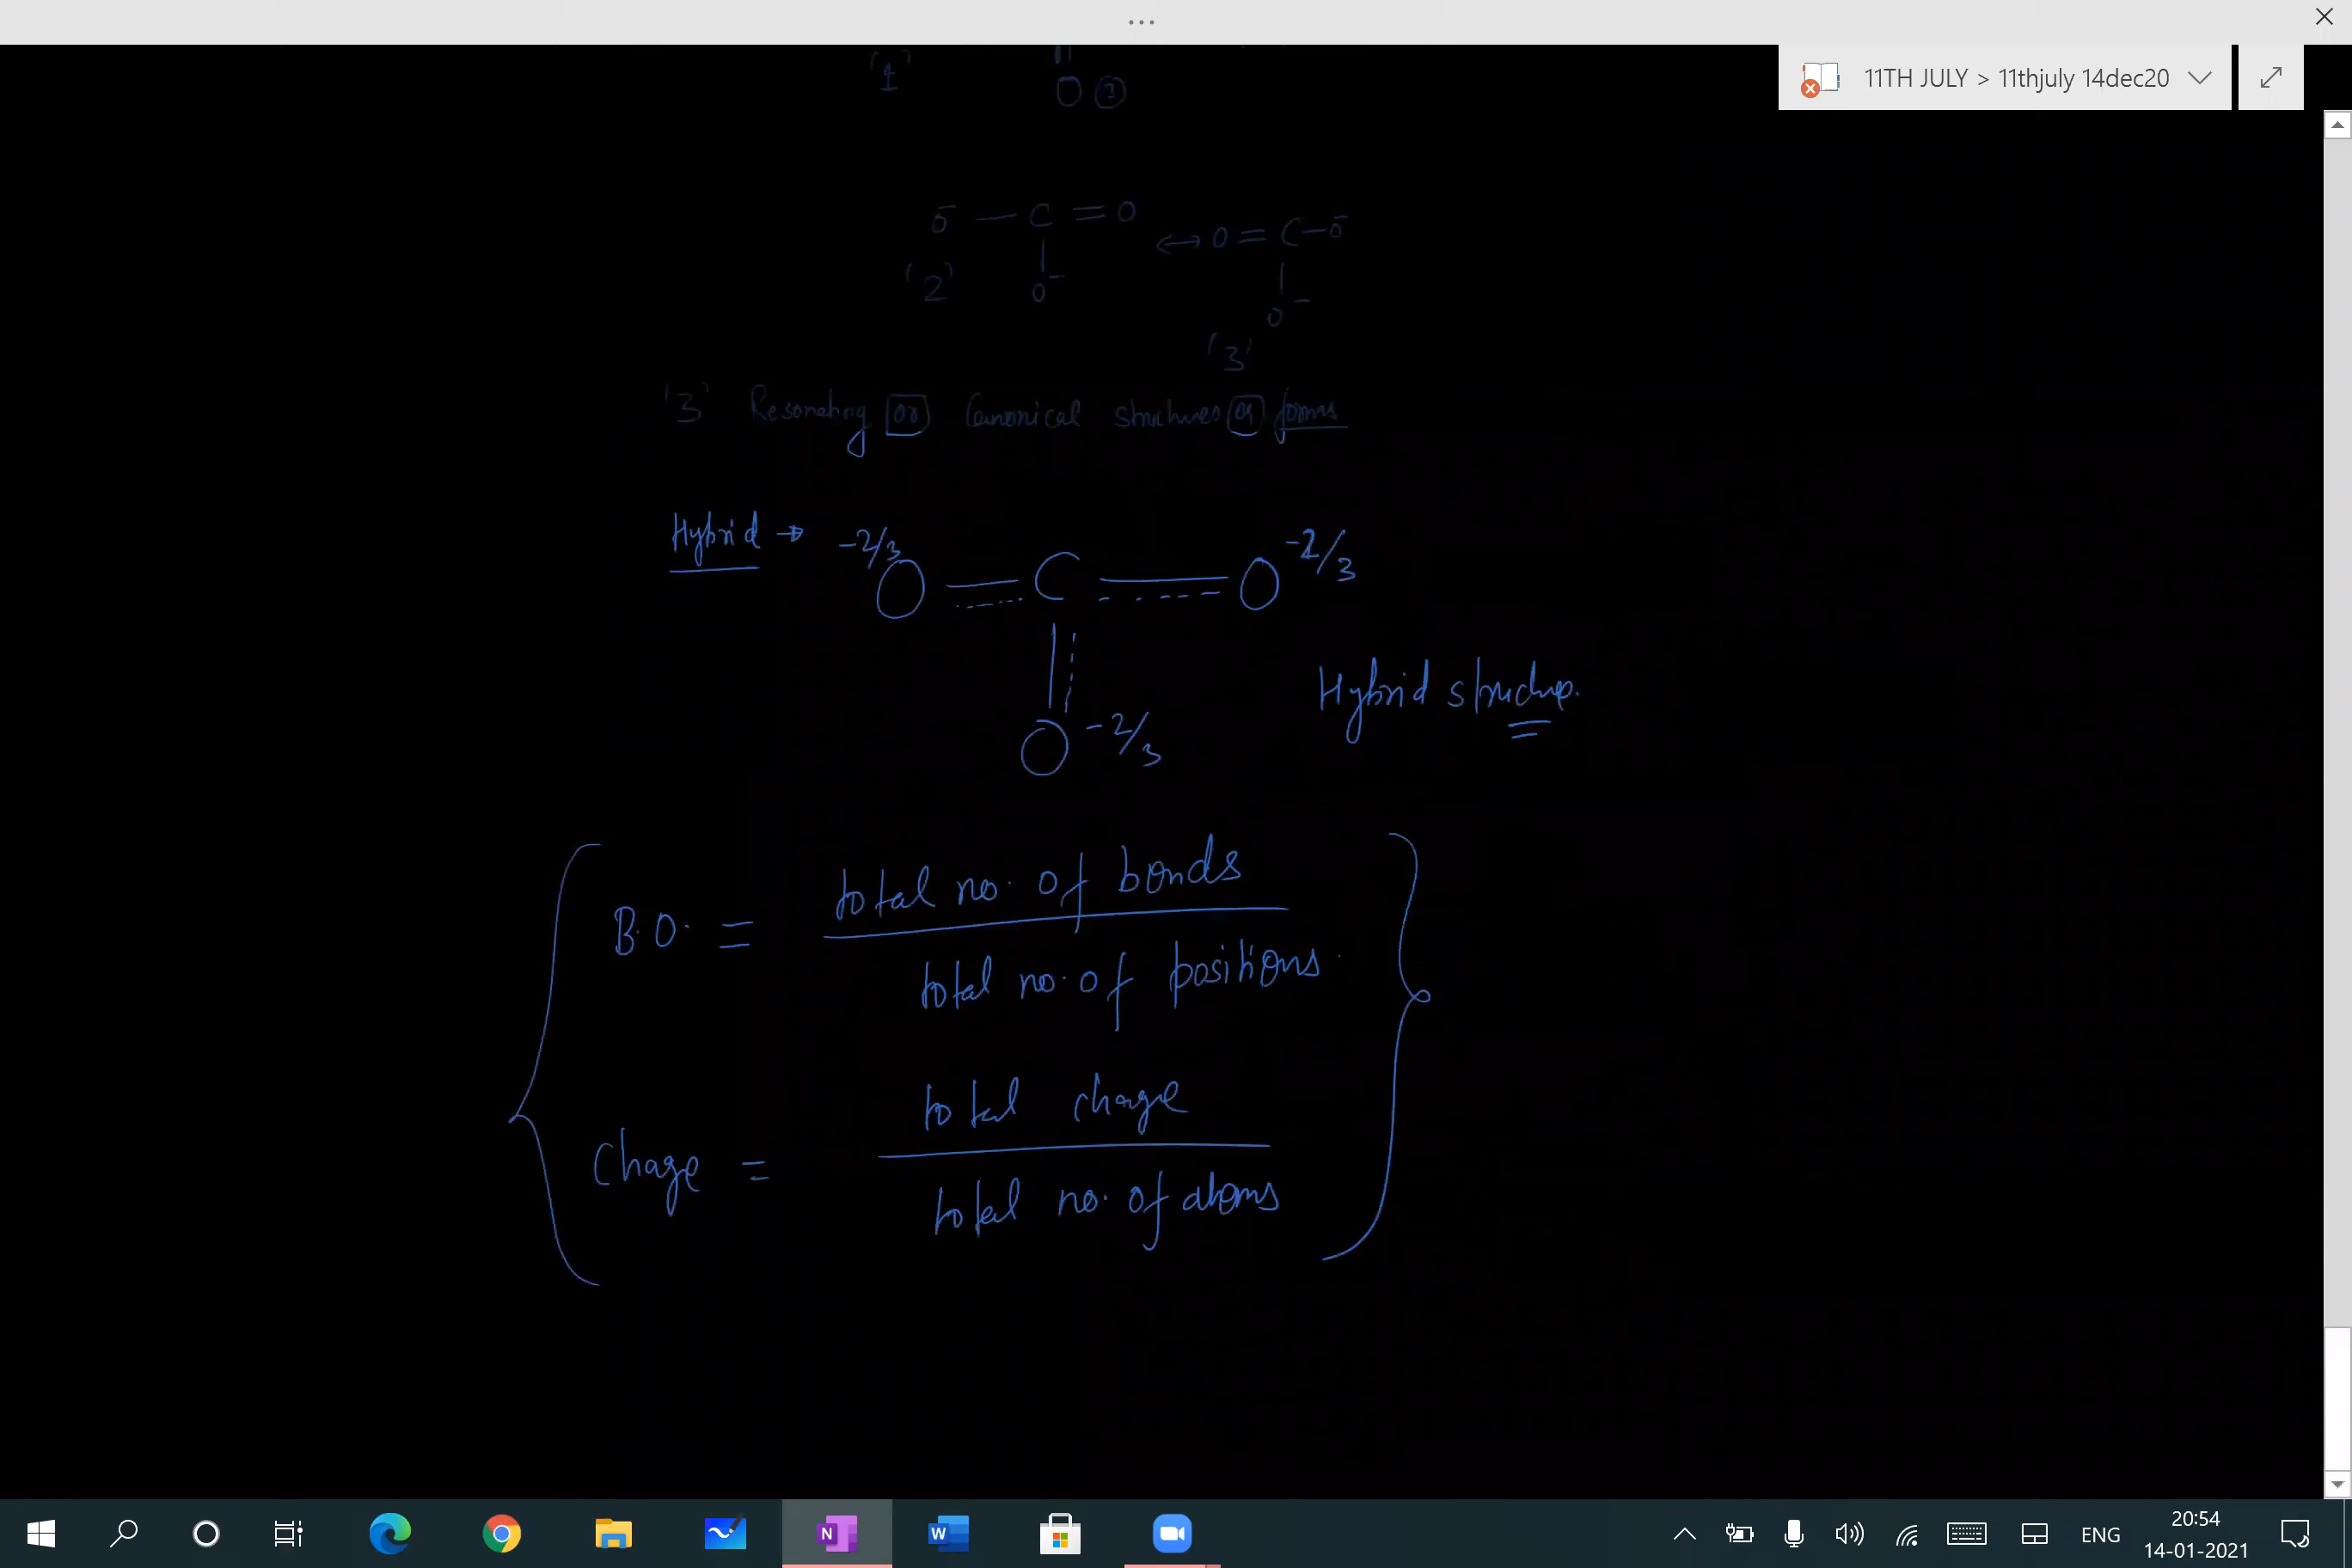 ...
11TH JULY > 11thjuly 14dec20
'1'
O 3
O⁻ — C = O
O⁻
'2'
↔ O = C — O⁻
O⁻
'3'
'3' Resonating or Canonical structures or forms
Hybrid →
-2/3 O C O -2/3
O -2/3
Hybrid structure.
B.O. = total no. of bonds
total no. of positions.
Charge = total charge
total no. of atoms
N
W
ENG
20:54
14-01-2021